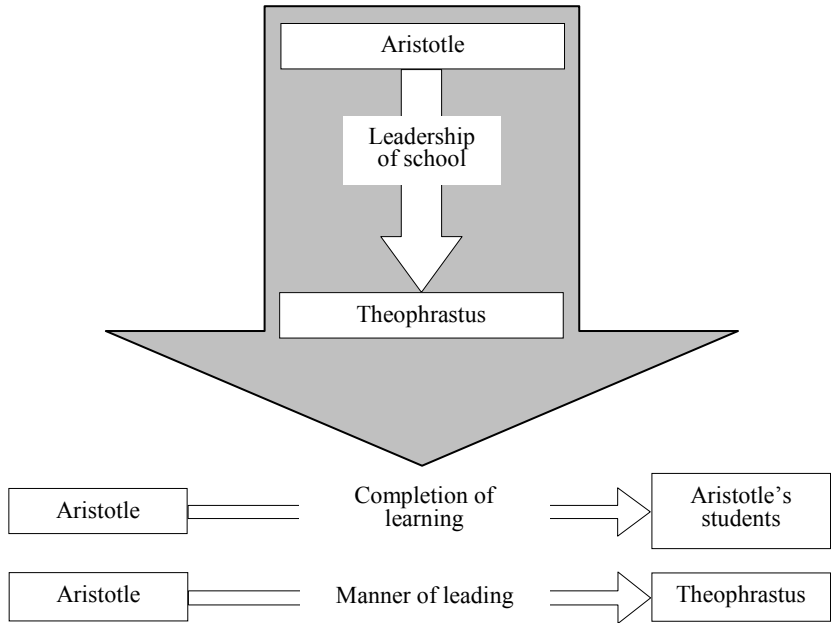 Aristotle
Leadership
of school
Theophrastus
Aristotle
Completion of
learning
Aristotle’s
students
Aristotle
Manner of leading
Theophrastus